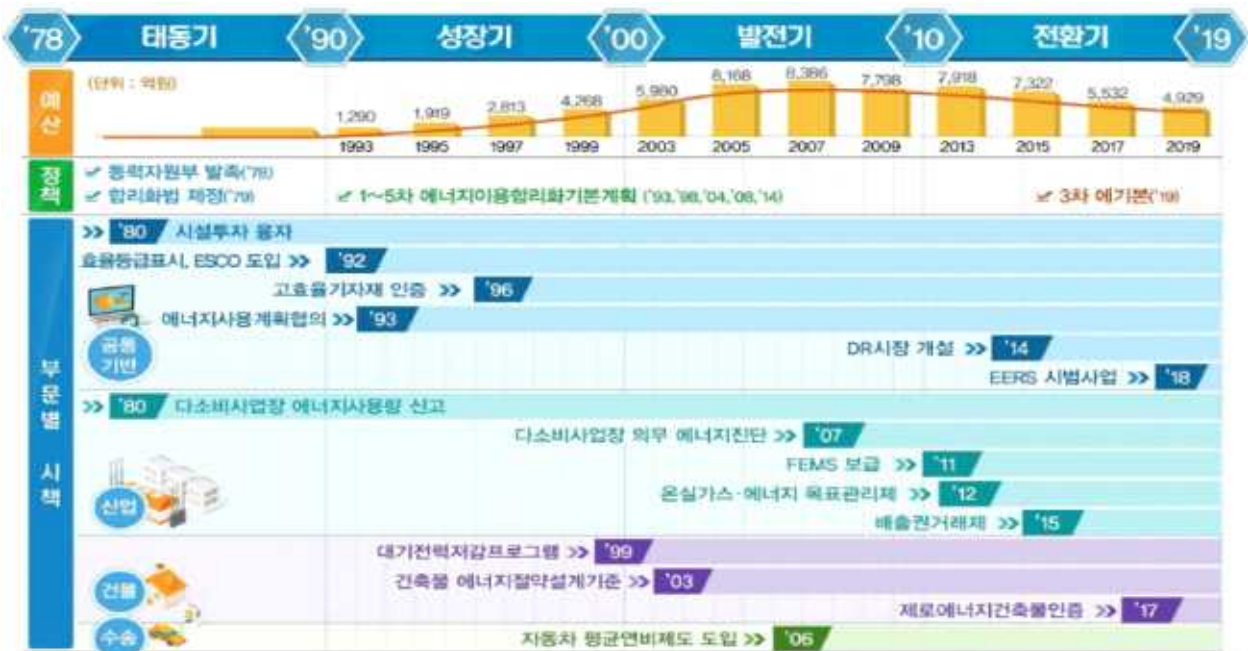 '78 태동기 '90 성장기 '00 발전기 '10 전환기 '19
예산
(단위 : 억원)
1,290 1,919 2,813 4,268 5,980 8,168 8,386 7,798 7,918 7,322 5,532 4,929
1993 1995 1997 1999 2003 2005 2007 2009 2013 2015 2017 2019
정책
동력자원부 발족('78)
합리화법 제정('79)
1~5차 에너지이용합리화기본계획 ('93,'98,'04,'08,'14)
3차 에기본('19)
부문별 시책
'80 시설투자 융자
효율등급표시, ESCO 도입 '92
고효율기자재 인증 '96
에너지사용계획협의 '93
공통기반
DR시장 개설 '14
EERS 시범사업 '18
'80 다소비사업장 에너지사용량 신고
다소비사업장 의무 에너지진단 '07
FEMS 보급 '11
온실가스·에너지 목표관리제 '12
산업
배출권거래제 '15
대기전력저감프로그램 '99
건축물 에너지절약설계기준 '03
건물
제로에너지건축물인증 '17
수송
자동차 평균연비제도 도입 '06